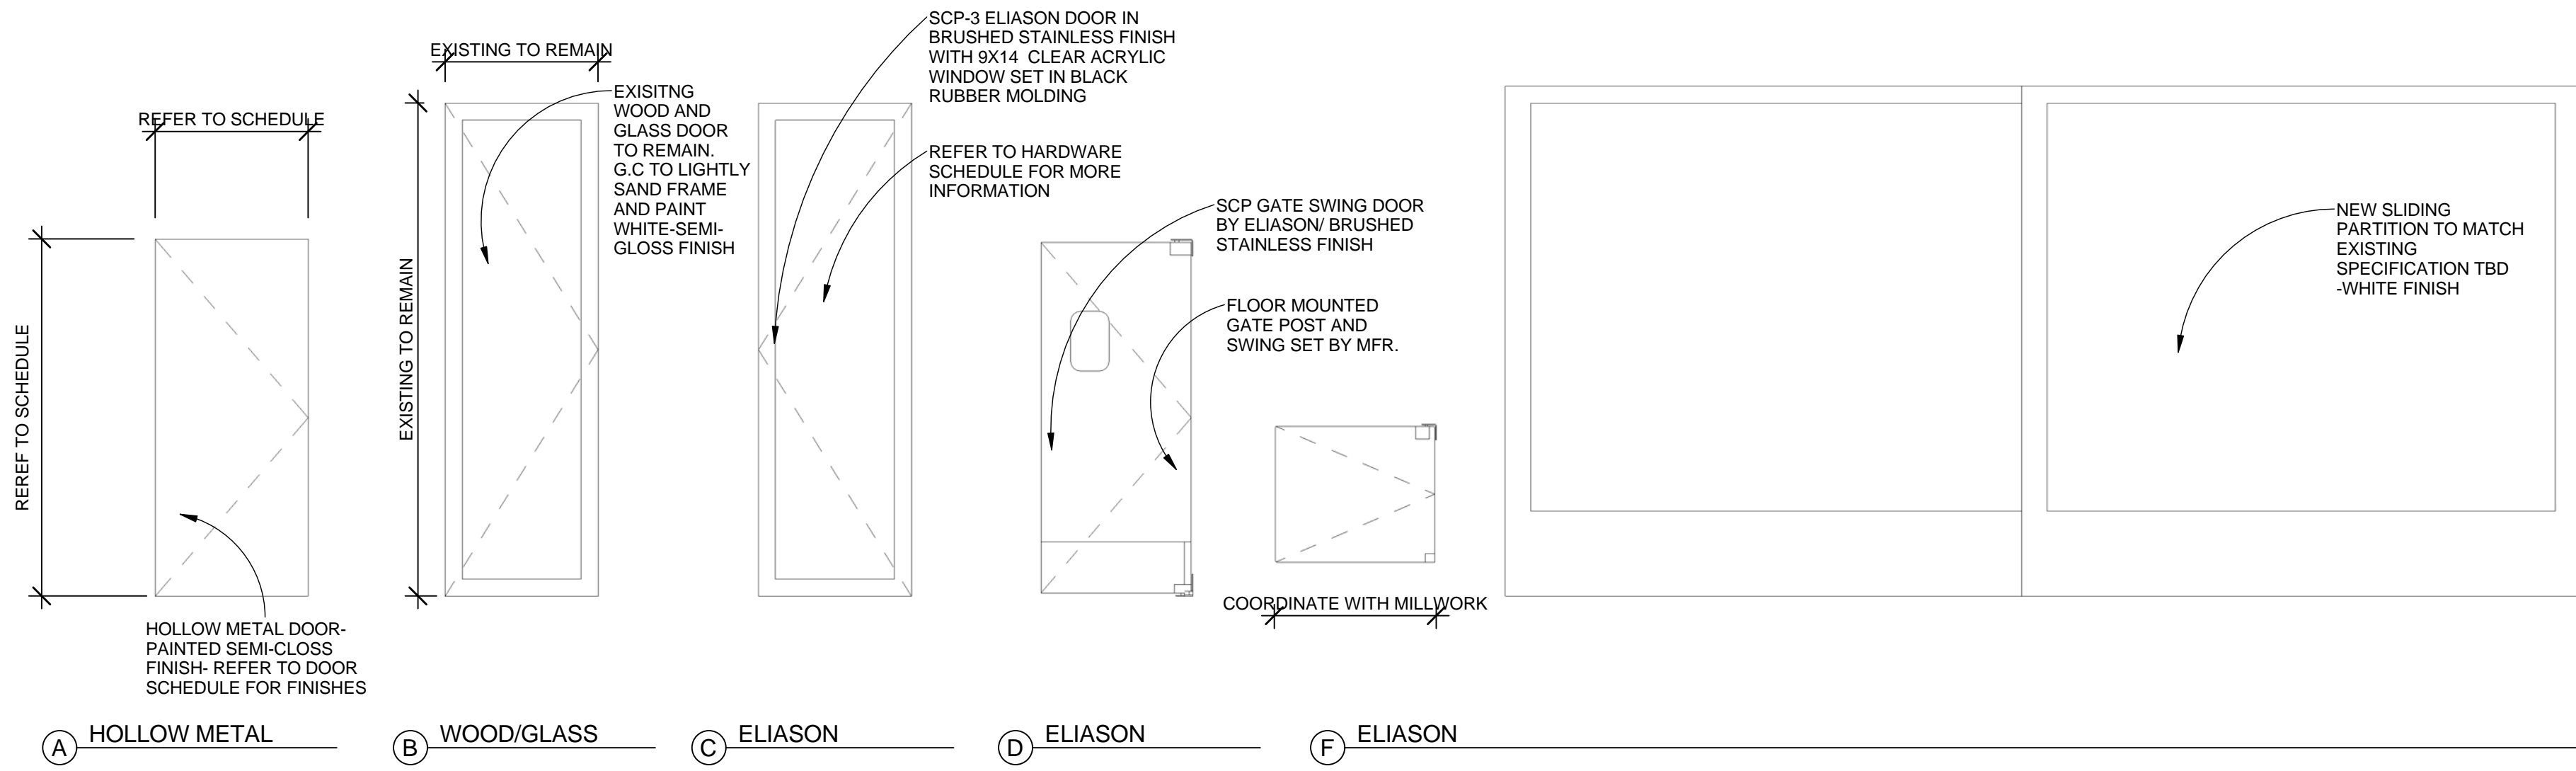 REFER TO SCHEDULE
REREF TO SCHEDULE
HOLLOW METAL DOOR-
PAINTED SEMI-CLOSS
FINISH- REFER TO DOOR
SCHEDULE FOR FINISHES
EXISTING TO REMAIN
EXISTING TO REMAIN
EXISITNG
WOOD AND
GLASS DOOR
TO REMAIN.
G.C TO LIGHTLY
SAND FRAME
AND PAINT
WHITE-SEMI-
GLOSS FINISH
SCP-3 ELIASON DOOR IN
BRUSHED STAINLESS FINISH
WITH 9X14 CLEAR ACRYLIC
WINDOW SET IN BLACK
RUBBER MOLDING
REFER TO HARDWARE
SCHEDULE FOR MORE
INFORMATION
SCP GATE SWING DOOR
BY ELIASON/ BRUSHED
STAINLESS FINISH
FLOOR MOUNTED
GATE POST AND
SWING SET BY MFR.
COORDINATE WITH MILLWORK
NEW SLIDING
PARTITION TO MATCH
EXISTING
SPECIFICATION TBD
-WHITE FINISH
A HOLLOW METAL
B WOOD/GLASS
C ELIASON
D ELIASON
F ELIASON